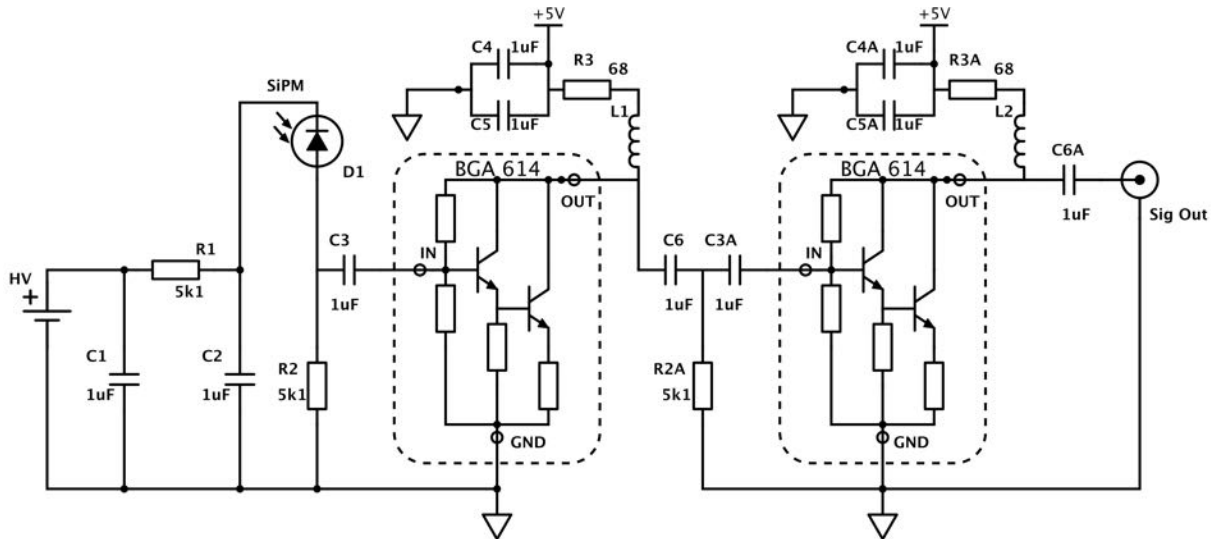 +5V
+5V
C4
1uF
R3
68
C4A
1uF
R3A
68
SiPM
C5
1uF
L1
C5A
1uF
L2
D1
BGA 614
BGA 614
C6A
OUT
OUT
1uF
Sig Out
R1
C3
IN
C6
C3A
IN
HV
+
5k1
1uF
1uF
1uF
C1
1uF
C2
1uF
R2
5k1
R2A
5k1
GND
GND